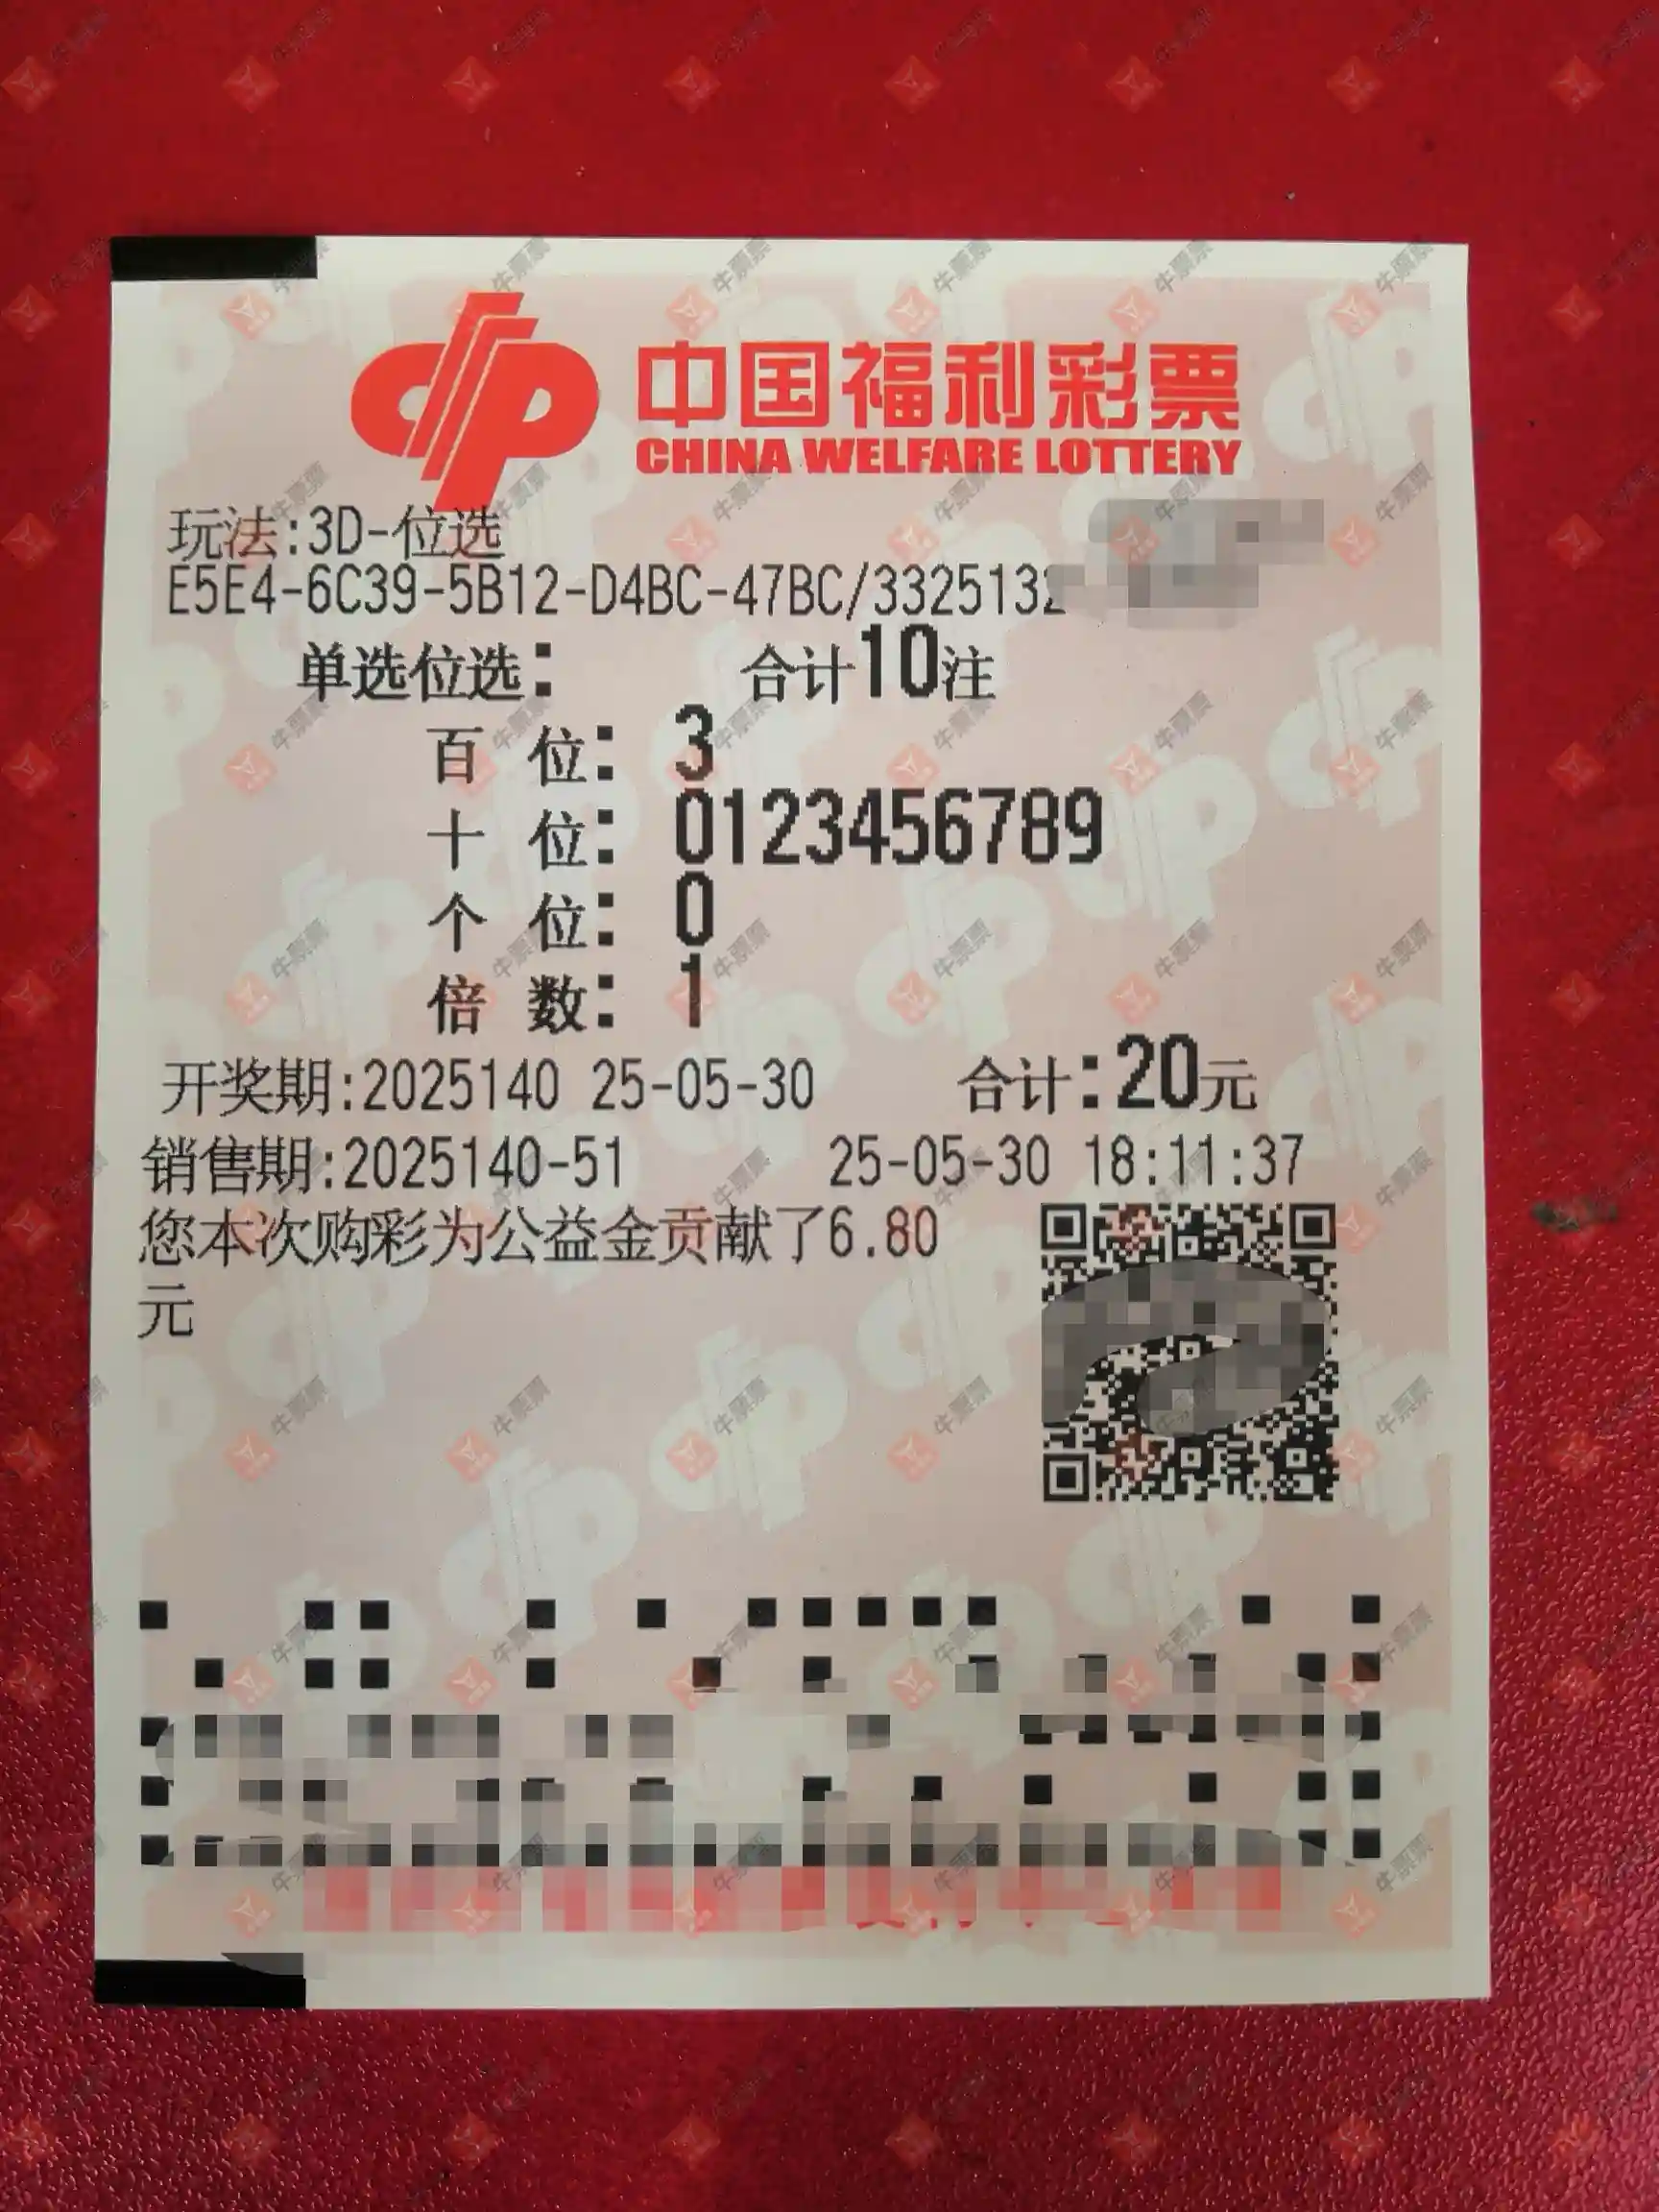 中国福利彩票
CHINA WELFARE LOTTERY
玩法:3D-位选
E5E4-6C39-5B12-D4BC-47BC/3325132
单选位选: 合计10注
百 位: 3
十 位: 0123456789
个 位: 0
倍 数: 1
开奖期:2025140 25-05-30 合计:20元
销售期:2025140-51 25-05-30 18:11:37
您本次购彩为公益金贡献了6.80
元
牛票票